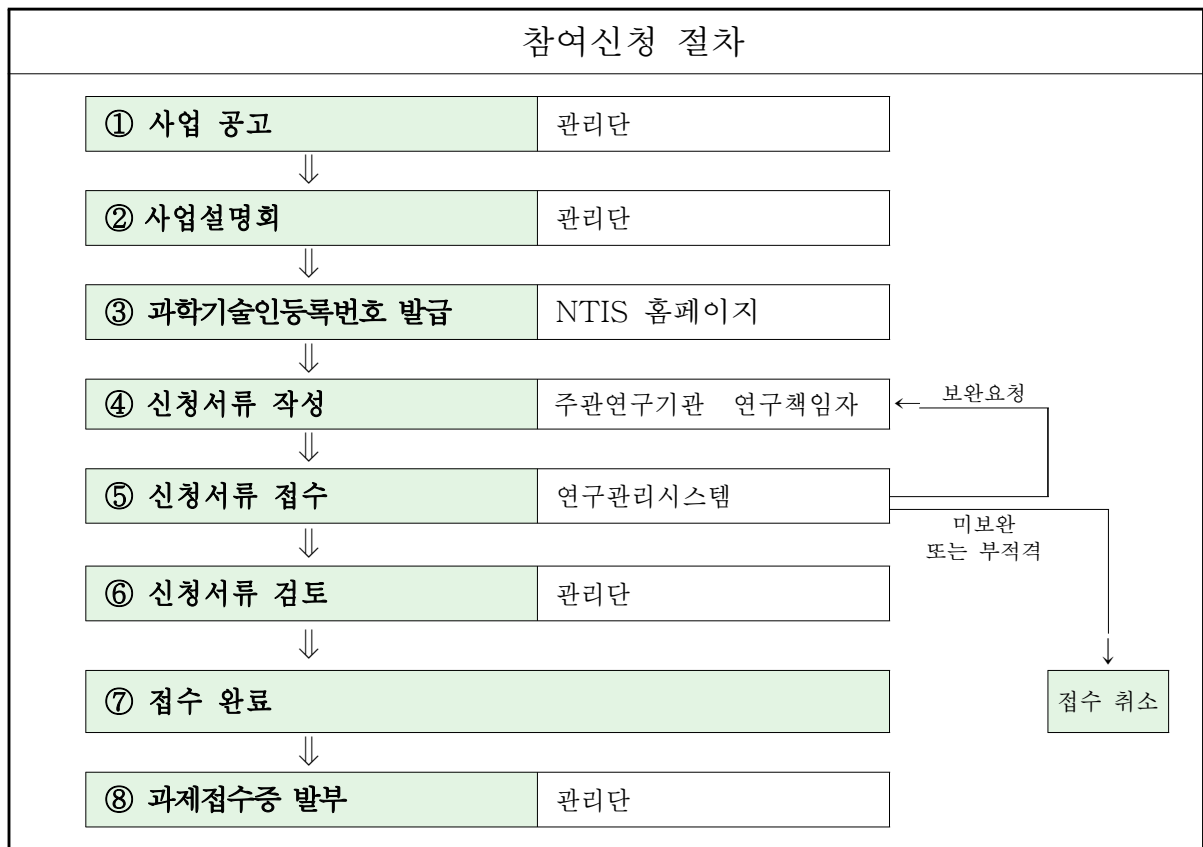 참여신청 절차
① 사업 공고 관리단
⇓
② 사업설명회 관리단
⇓
③ 과학기술인등록번호 발급 NTIS 홈페이지
⇓
④ 신청서류 작성 주관연구기관 연구책임자 ← 보완요청
⇓
⑤ 신청서류 접수 연구관리시스템
미보완
또는 부적격
⇓
⑥ 신청서류 검토 관리단
⇓
⑦ 접수 완료 접수 취소
⇓
⑧ 과제접수증 발부 관리단